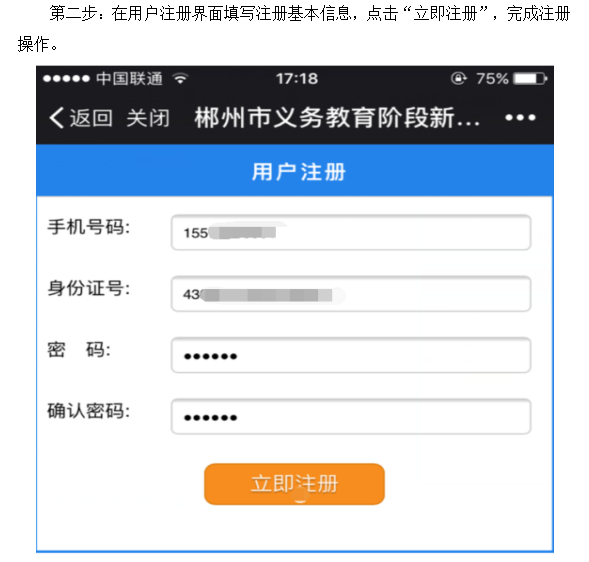 第二步：在用户注册界面填写注册基本信息，点击“立即注册”，完成注册
操作。
中国联通 17:18 75%
返回 关闭 郴州市义务教育阶段新...
用户注册
手机号码: 155
身份证号: 43
密 码: ••••••
确认密码: ••••••
立即注册